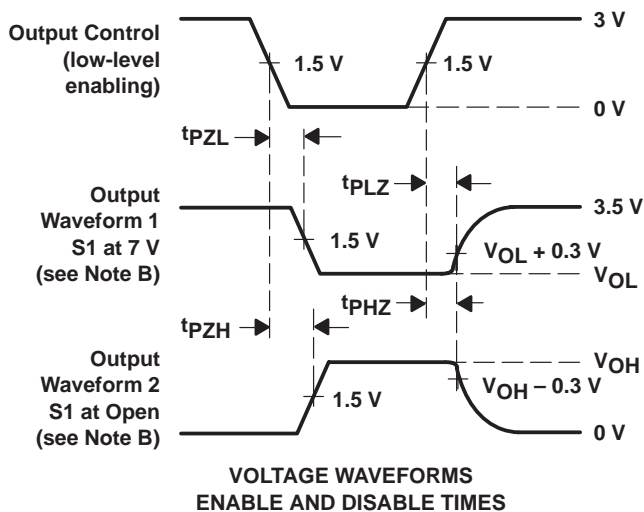 Output Control
(low-level
enabling)
3 V
1.5 V
1.5 V
0 V
tPZL
tPLZ
Output
Waveform 1
S1 at 7 V
(see Note B)
3.5 V
1.5 V
VOL + 0.3 V
VOL
tPHZ
tPZH
Output
Waveform 2
S1 at Open
(see Note B)
VOH
VOH – 0.3 V
1.5 V
0 V
VOLTAGE WAVEFORMS
ENABLE AND DISABLE TIMES